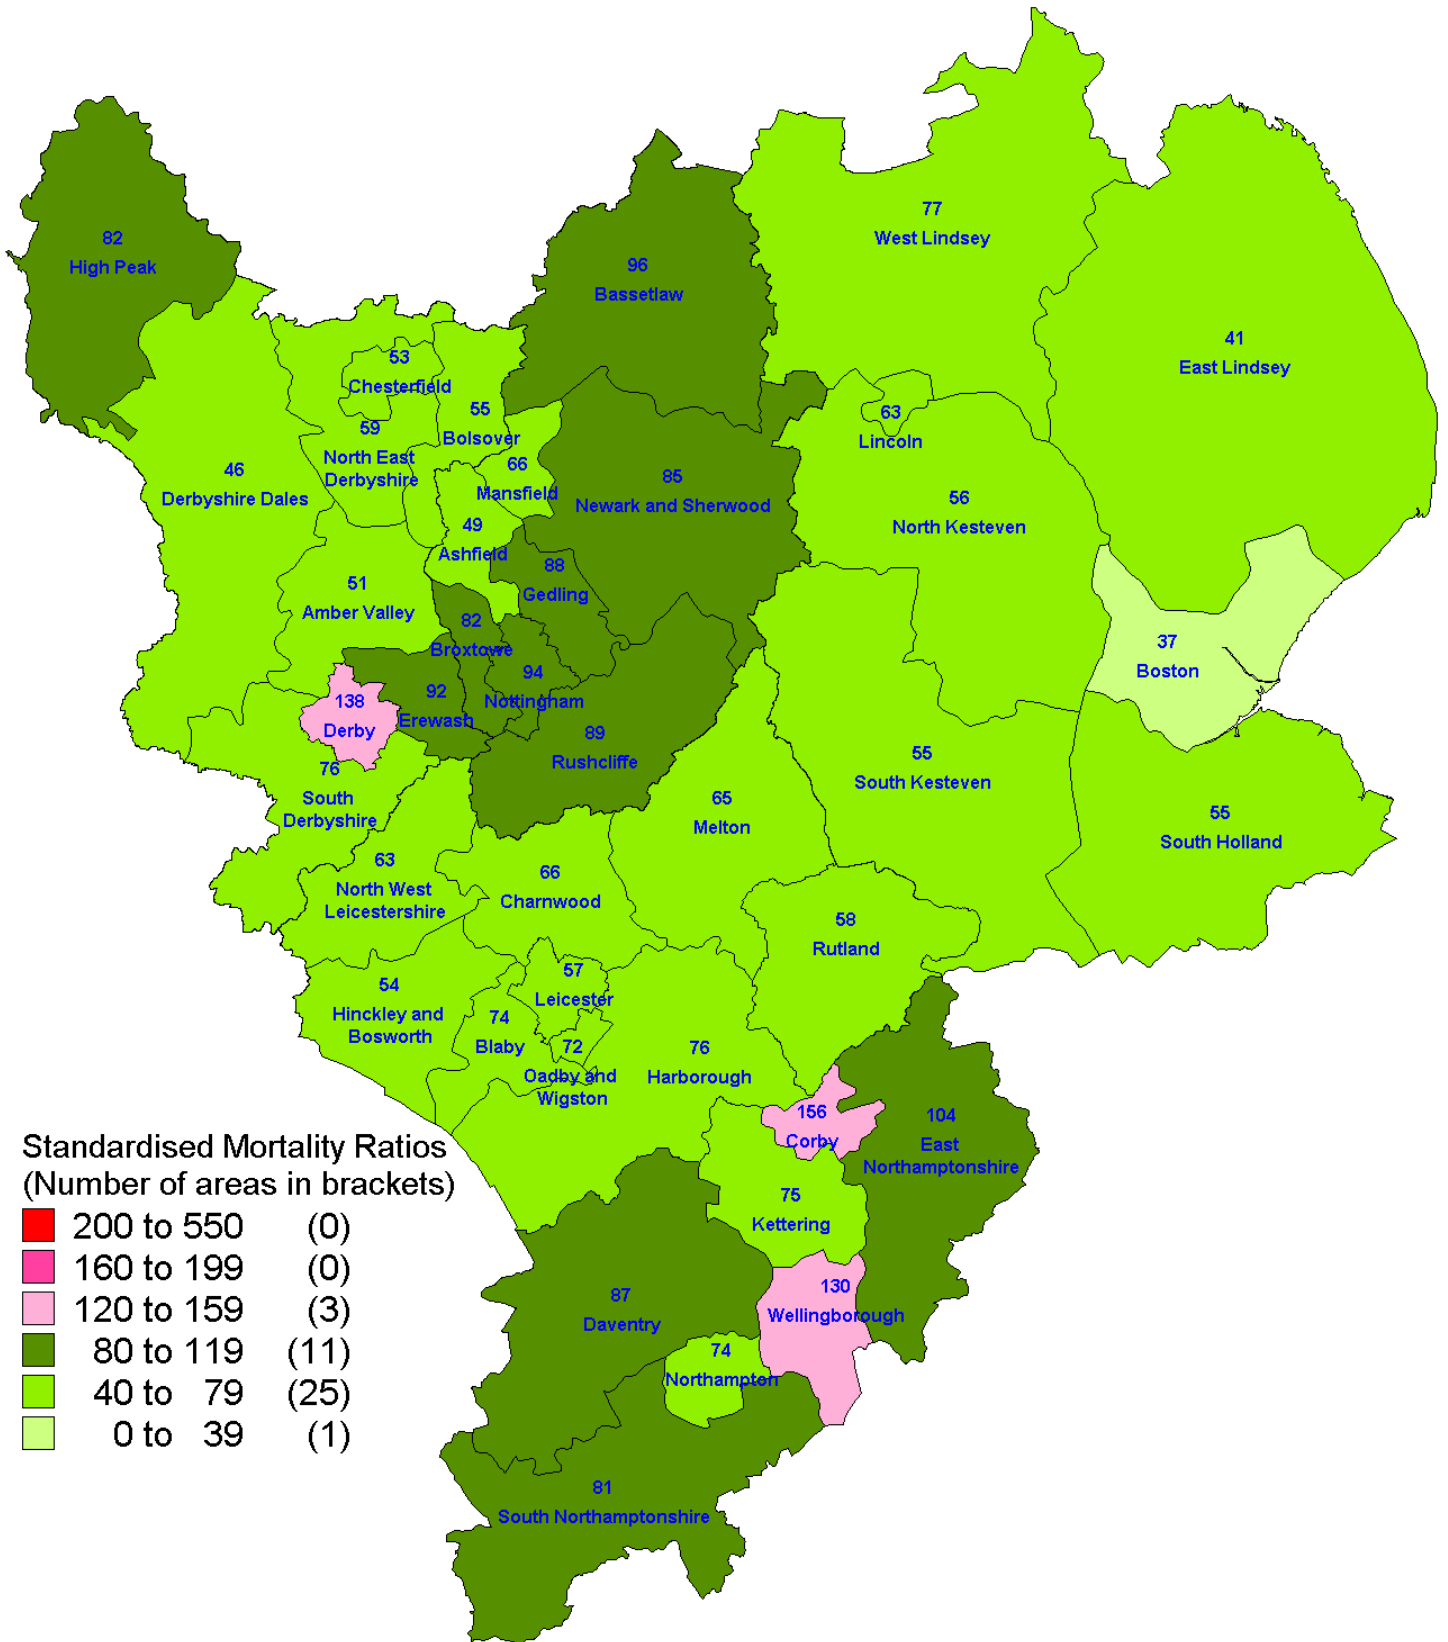 82
High Peak
77
West Lindsey
96
Bassetlaw
41
East Lindsey
53
Chesterfield
55
Bolsover
63
Lincoln
59
North East
Derbyshire
46
Derbyshire Dales
66
Mansfield
85
Newark and Sherwood
56
North Kesteven
49
Ashfield
88
Gedling
51
Amber Valley
82
Broxtowe
37
Boston
94
Nottingham
92
Erewash
138
Derby
89
Rushcliffe
76
South
Derbyshire
55
South Kesteven
65
Melton
55
South Holland
63
North West
Leicestershire
66
Charnwood
58
Rutland
57
Leicester
54
Hinckley and
Bosworth
74
Blaby
72
Oadby and
Wigston
76
Harborough
156
Corby
104
East
Northamptonshire
75
Kettering
130
Wellingborough
87
Daventry
74
Northampton
81
South Northamptonshire
Standardised Mortality Ratios
(Number of areas in brackets)
200 to 550 (0)
160 to 199 (0)
120 to 159 (3)
80 to 119 (11)
40 to 79 (25)
0 to 39 (1)